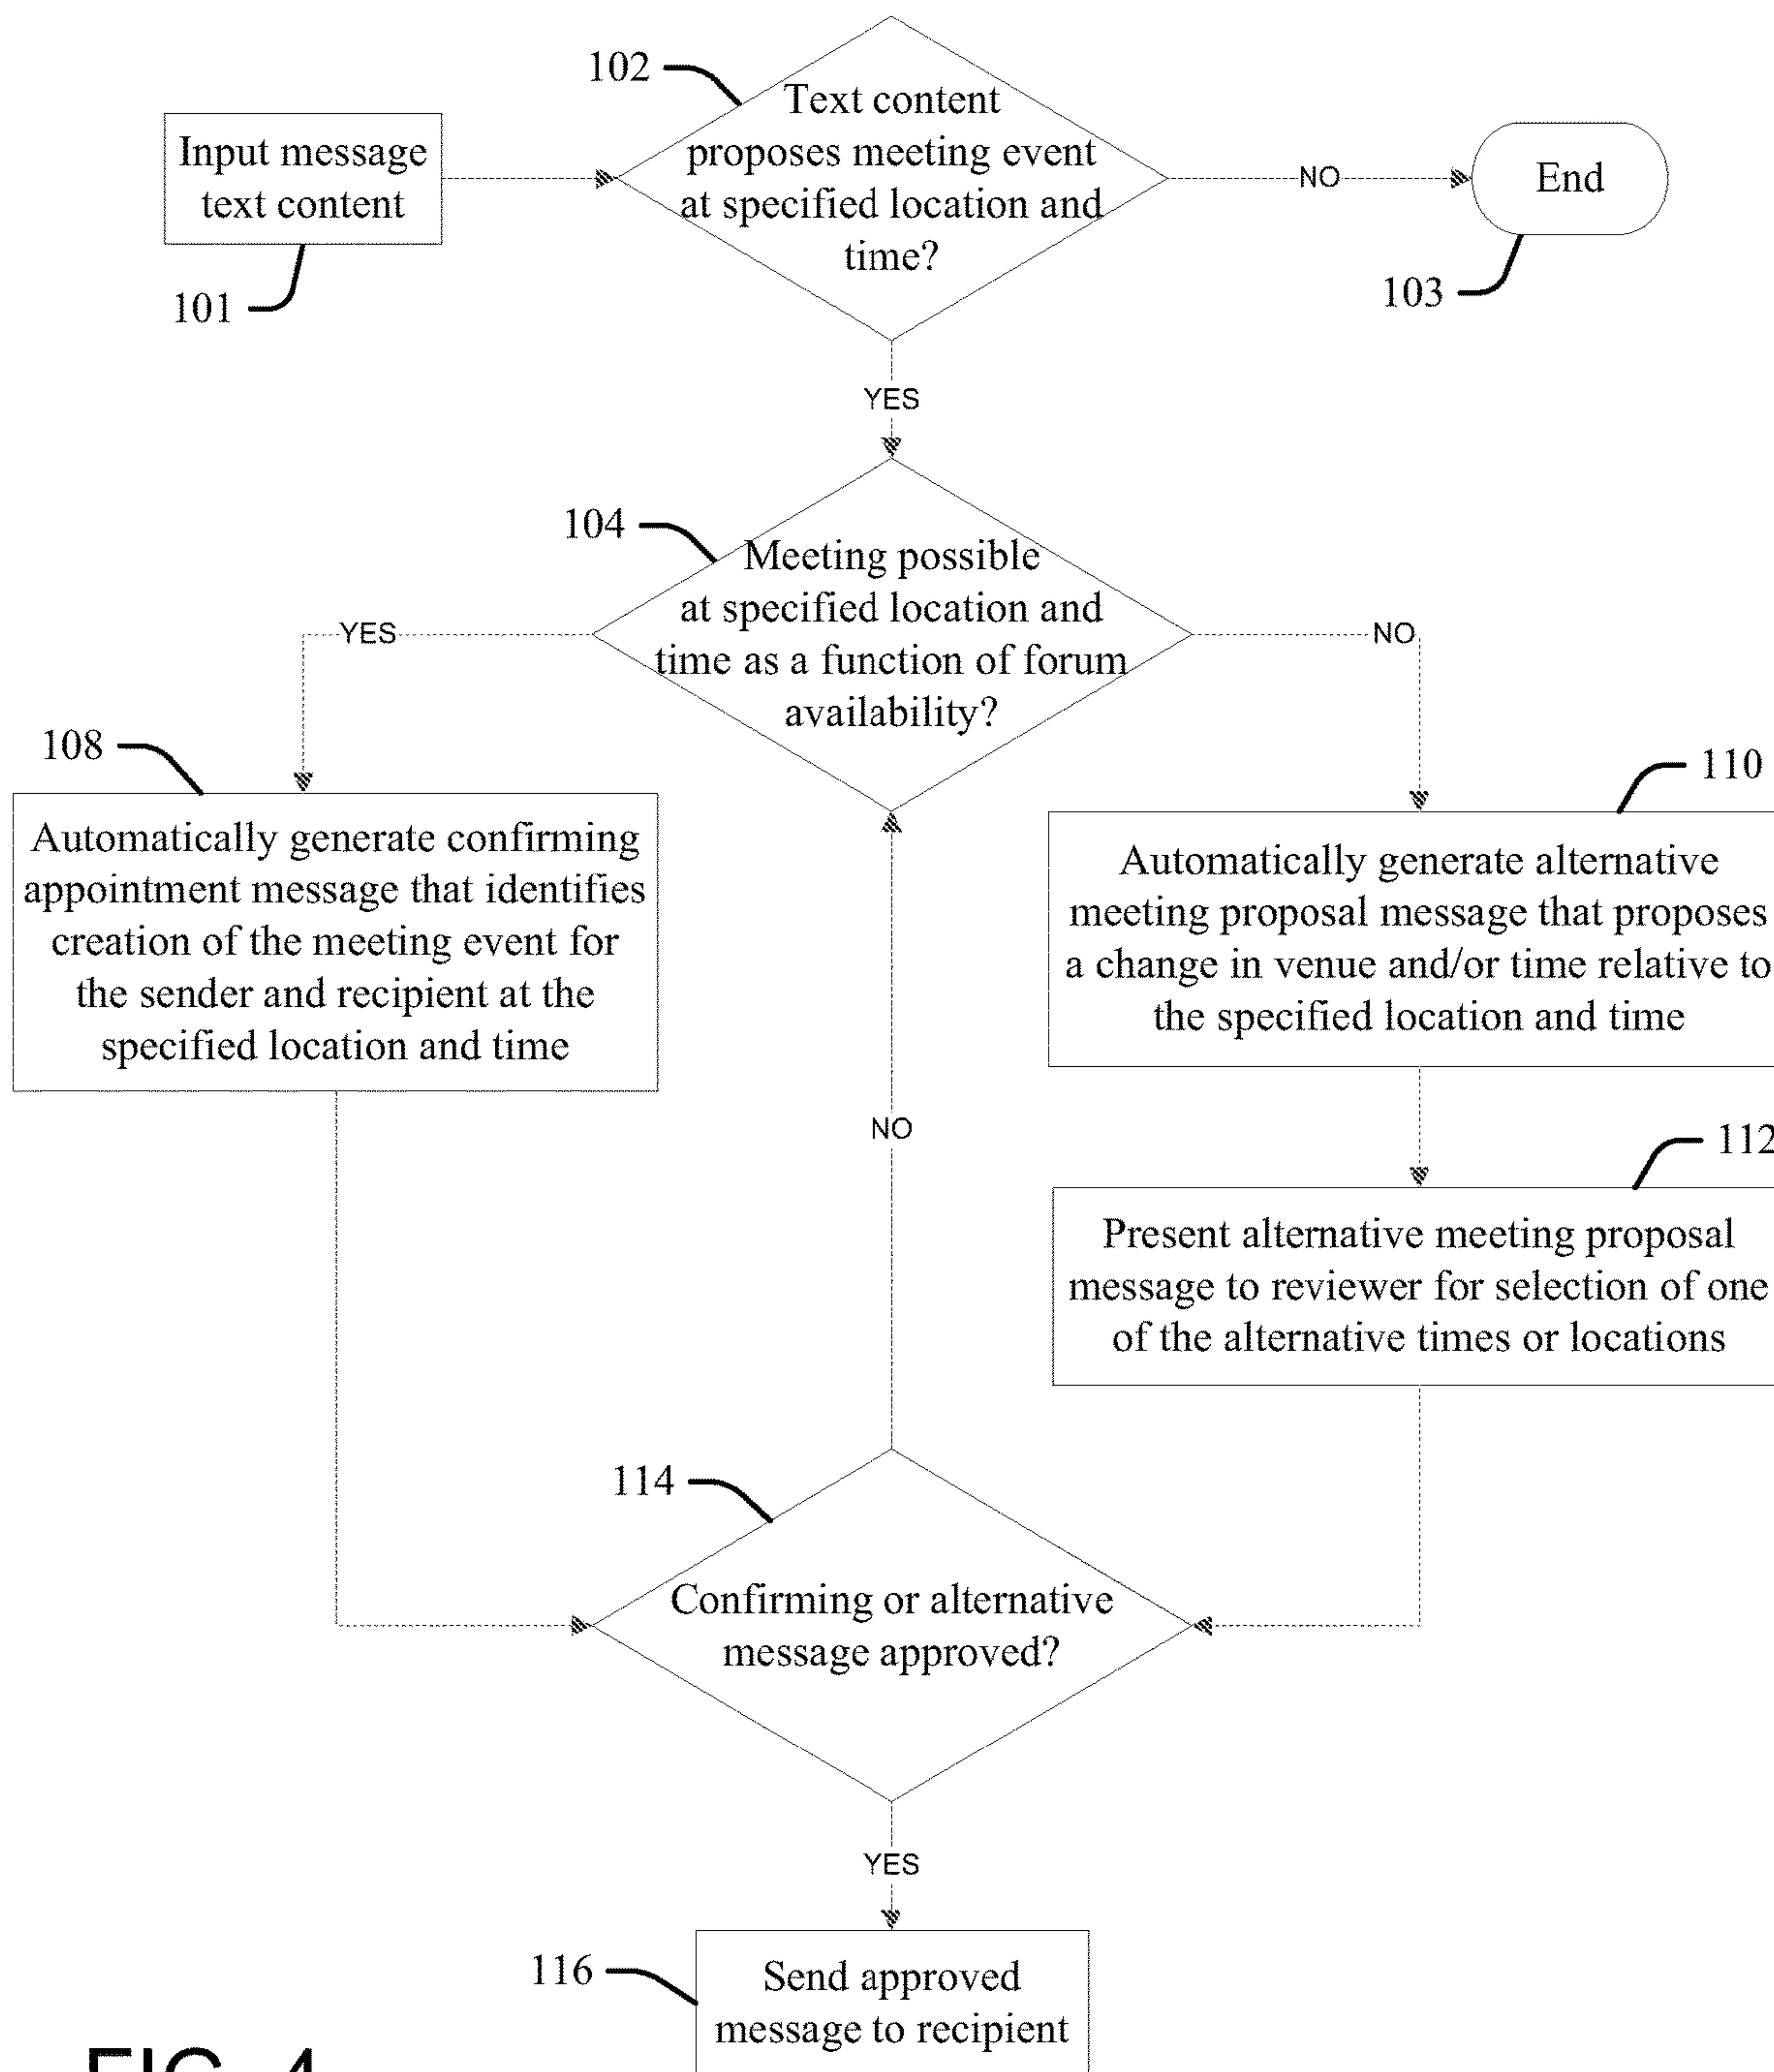 102
Text content
proposes meeting event
at specified location and
time?
Input message
text content
101
NO
End
103
YES
104
Meeting possible
at specified location and
time as a function of forum
availability?
YES
NO
108
Automatically generate confirming
appointment message that identifies
creation of the meeting event for
the sender and recipient at the
specified location and time
110
Automatically generate alternative
meeting proposal message that proposes
a change in venue and/or time relative to
the specified location and time
NO
112
Present alternative meeting proposal
message to reviewer for selection of one
of the alternative times or locations
114
Confirming or alternative
message approved?
YES
116
Send approved
message to recipient
FIG. 4